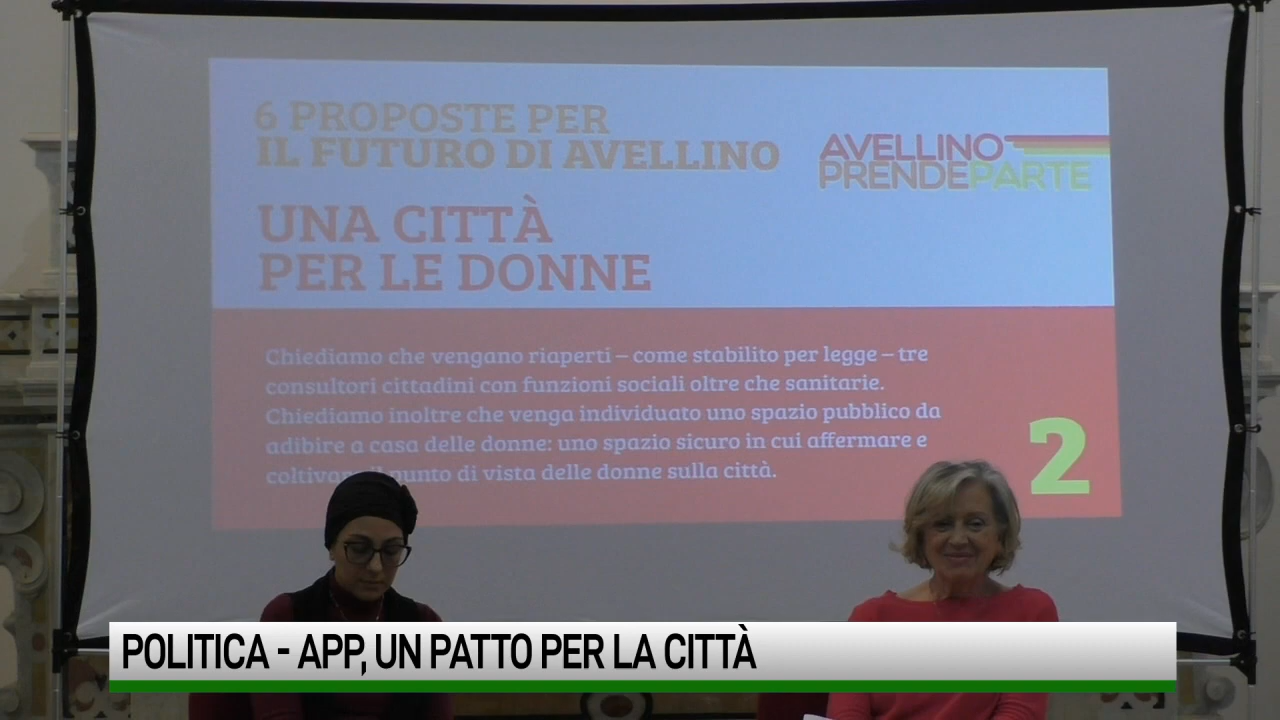 6 PROPOSTE PER
IL FUTURO DI AVELLINO
AVELLINO
PRENDEPARTE
UNA CITTÀ
PER LE DONNE
Chiediamo che vengano riaperti – come stabilito per legge – tre
consultori cittadini con funzioni sociali oltre che sanitarie.
Chiediamo inoltre che venga individuato uno spazio pubblico da
adibire a casa delle donne: uno spazio sicuro in cui affermare e
coltivare il punto di vista delle donne sulla città.
2
POLITICA - APP, UN PATTO PER LA CITTÀ